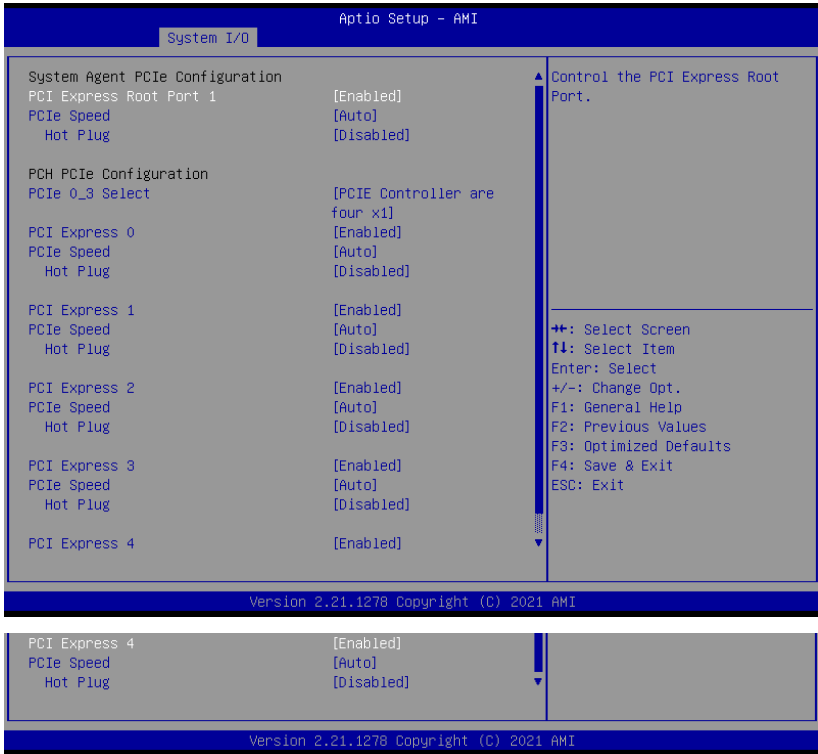 Aptio Setup – AMI
System I/O
System Agent PCIe Configuration
PCI Express Root Port 1 [Enabled]
PCIe Speed [Auto]
Hot Plug [Disabled]
PCH PCIe Configuration
PCIe 0_3 Select [PCIE Controller are
four x1]
PCI Express 0 [Enabled]
PCIe Speed [Auto]
Hot Plug [Disabled]
PCI Express 1 [Enabled]
PCIe Speed [Auto]
Hot Plug [Disabled]
PCI Express 2 [Enabled]
PCIe Speed [Auto]
Hot Plug [Disabled]
PCI Express 3 [Enabled]
PCIe Speed [Auto]
Hot Plug [Disabled]
PCI Express 4 [Enabled]
Control the PCI Express Root
Port.
→←: Select Screen
↑↓: Select Item
Enter: Select
+/-: Change Opt.
F1: General Help
F2: Previous Values
F3: Optimized Defaults
F4: Save & Exit
ESC: Exit
Version 2.21.1278 Copyright (C) 2021 AMI
PCI Express 4 [Enabled]
PCIe Speed [Auto]
Hot Plug [Disabled]
Version 2.21.1278 Copyright (C) 2021 AMI